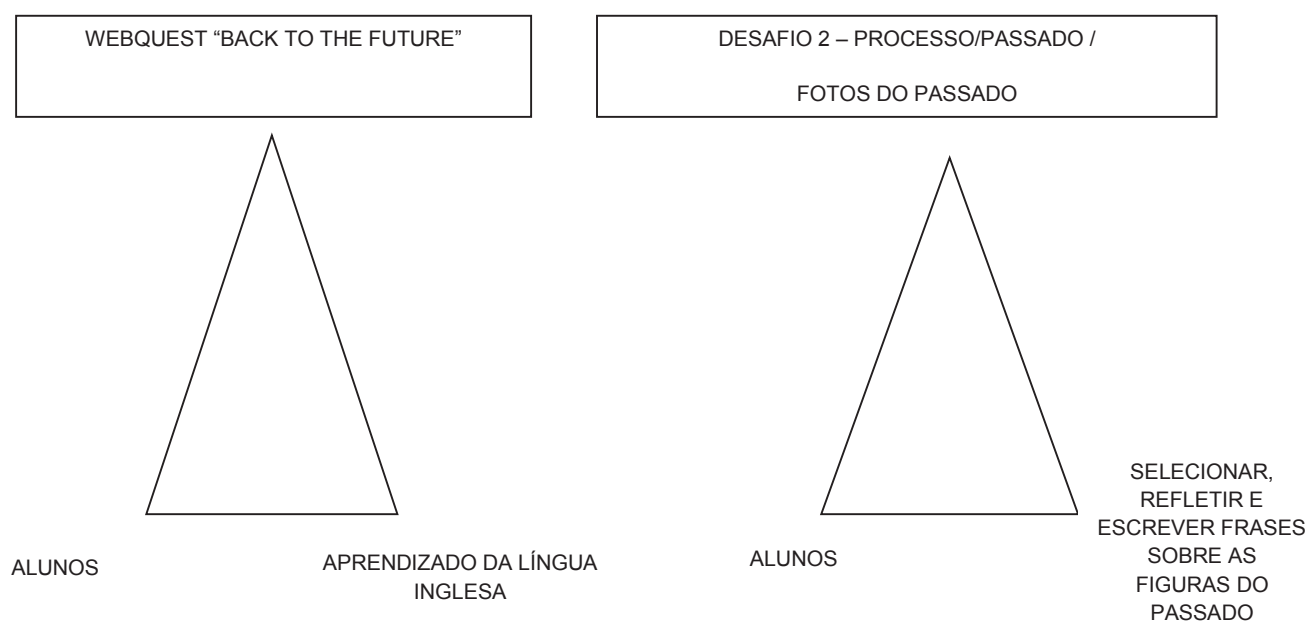 WEBQUEST “BACK TO THE FUTURE”
DESAFIO 2 – PROCESSO/PASSADO /
FOTOS DO PASSADO
ALUNOS
APRENDIZADO DA LÍNGUA
INGLESA
ALUNOS
SELECIONAR,
REFLETIR E
ESCREVER FRASES
SOBRE AS
FIGURAS DO
PASSADO